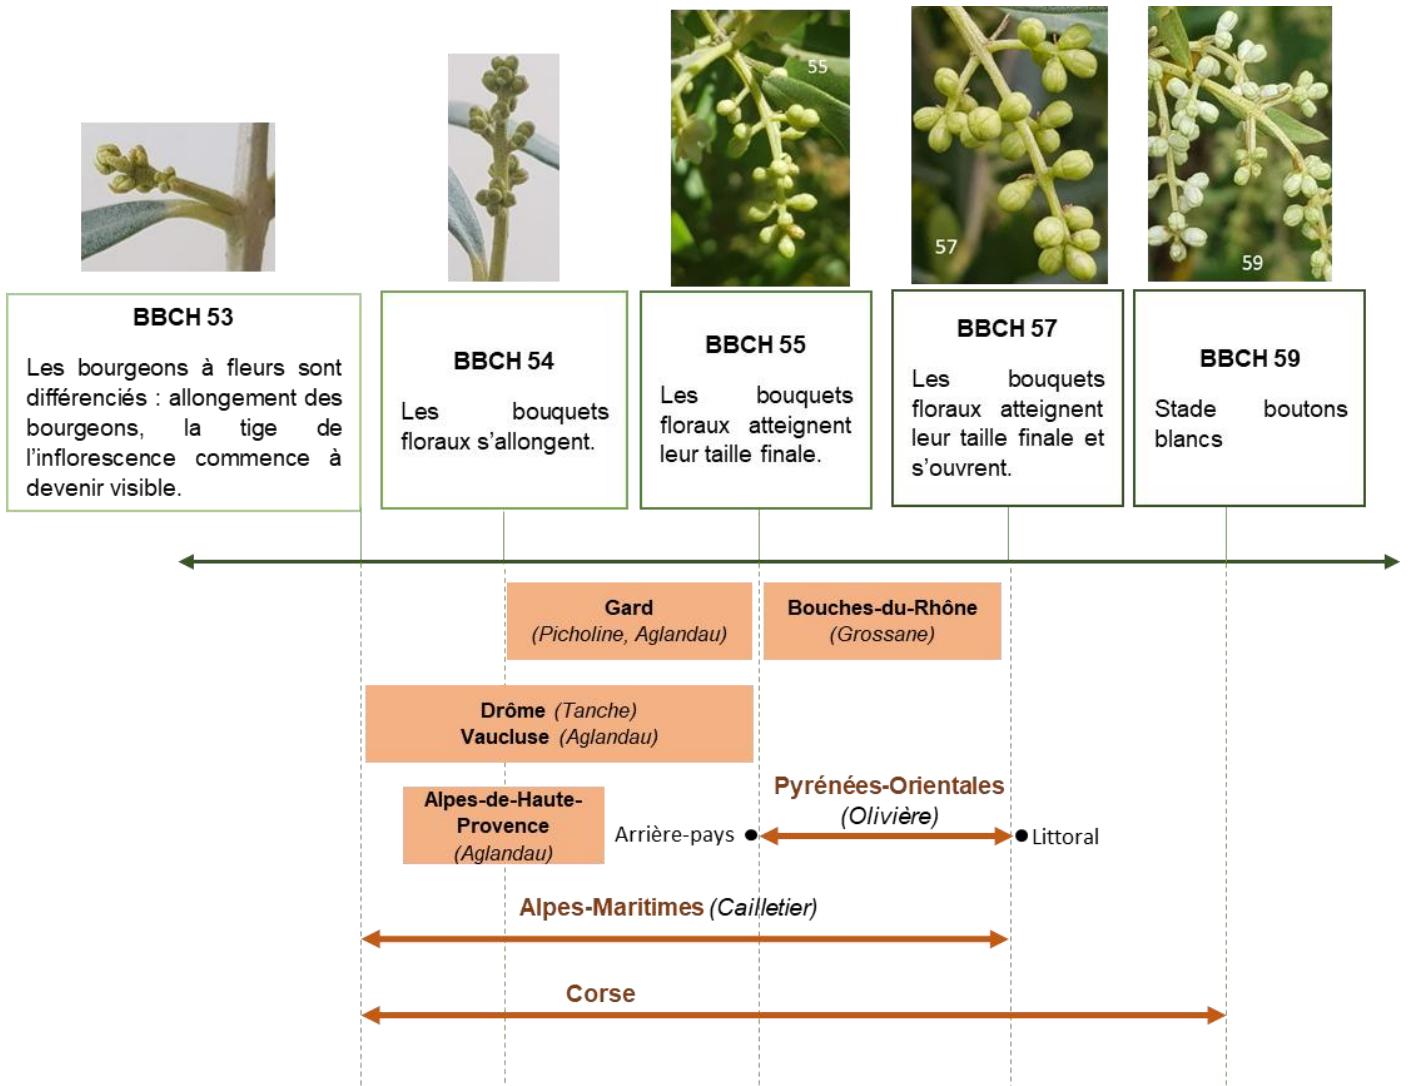 55
57
59
BBCH 53
Les bourgeons à fleurs sont
différenciés : allongement des
bourgeons, la tige de
l'inflorescence commence à
devenir visible.
BBCH 54
Les bouquets
floraux s'allongent.
BBCH 55
Les bouquets
floraux atteignent
leur taille finale.
BBCH 57
Les bouquets
floraux atteignent
leur taille finale et
s'ouvrent.
BBCH 59
Stade boutons
blancs
Gard
(Picholine, Aglandau)
Bouches-du-Rhône
(Grossane)
Drôme (Tanche)
Vaucluse (Aglandau)
Alpes-de-Haute-
Provence
(Aglandau)
Pyrénées-Orientales
(Olivière)
Arrière-pays
Littoral
Alpes-Maritimes (Cailletier)
Corse